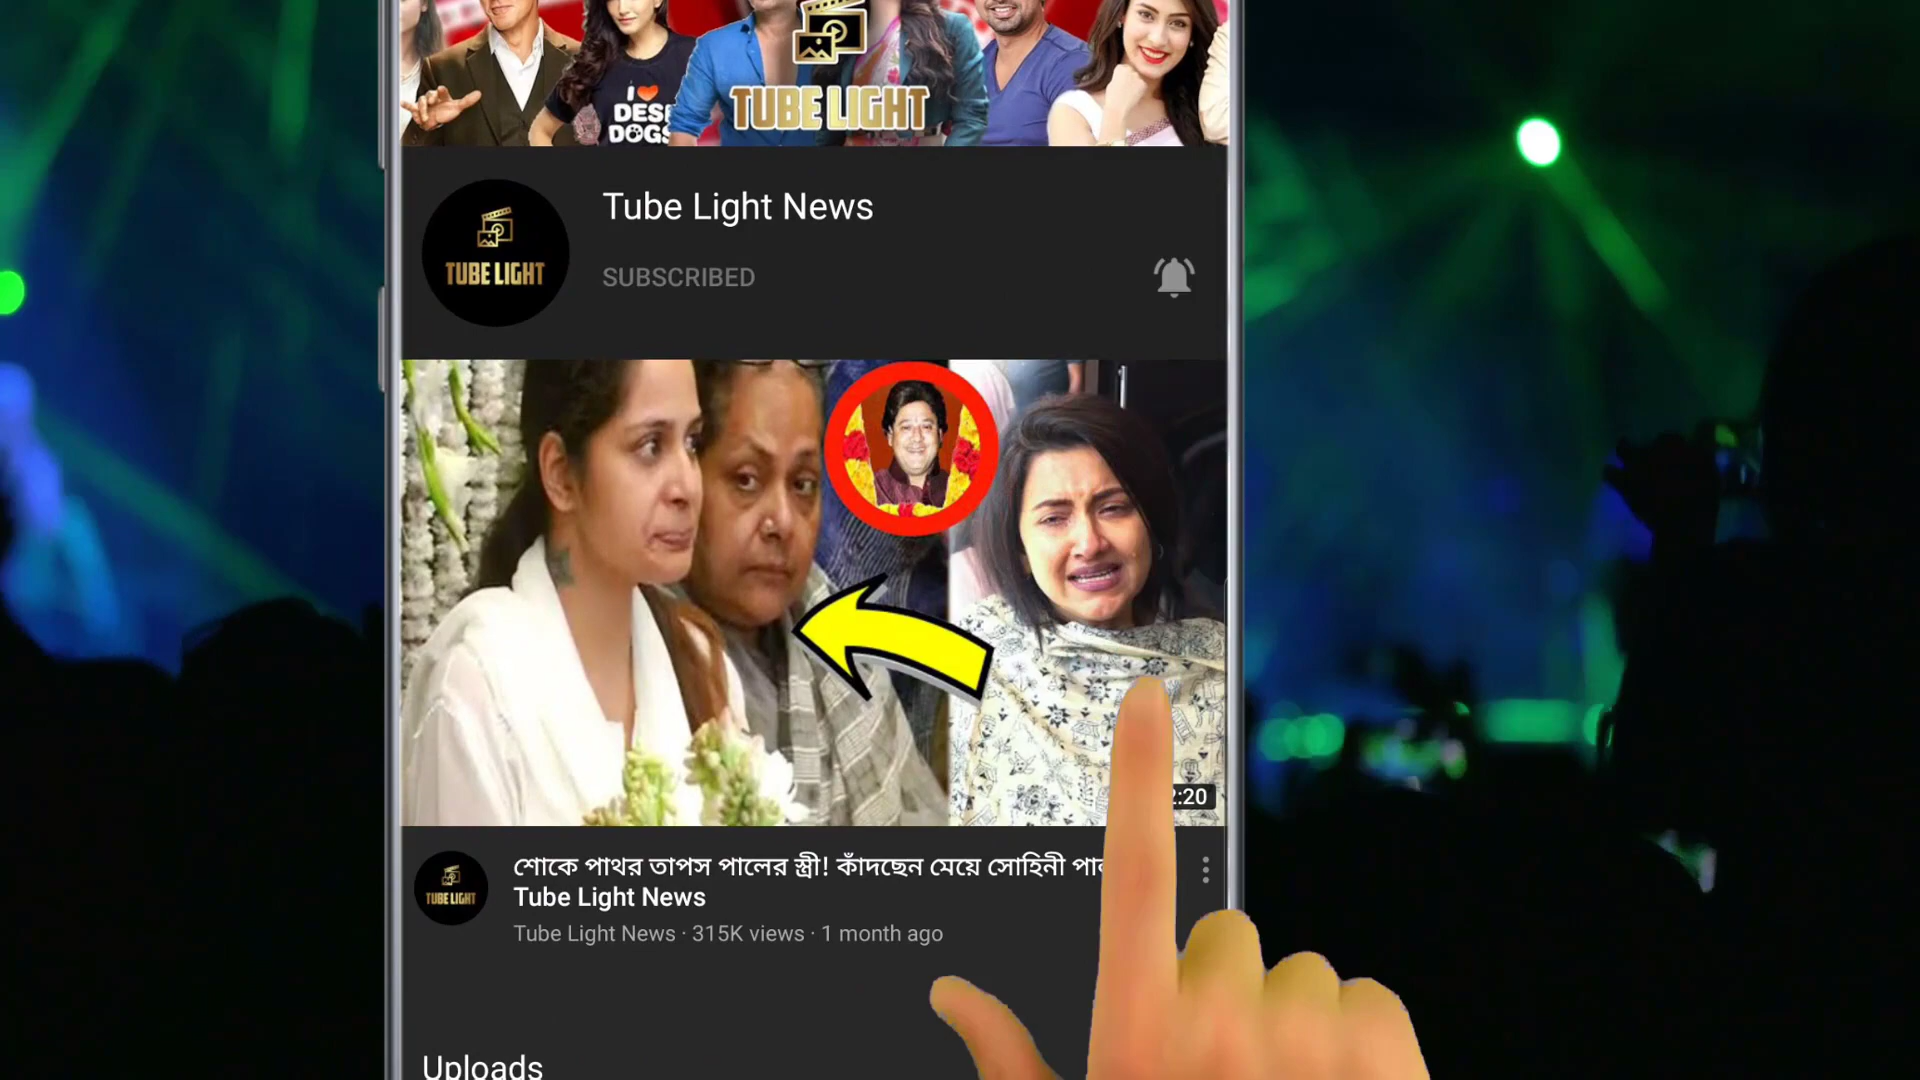 I ❤ DESI DOGS
TUBE LIGHT
Tube Light News
TUBE LIGHT
SUBSCRIBED
2:20
শোকে পাথর তাপস পালের স্ত্রী! কাঁদছেন মেয়ে সোহিনী
TUBE LIGHT
Tube Light News
Tube Light News · 315K views · 1 month ago
Uploads